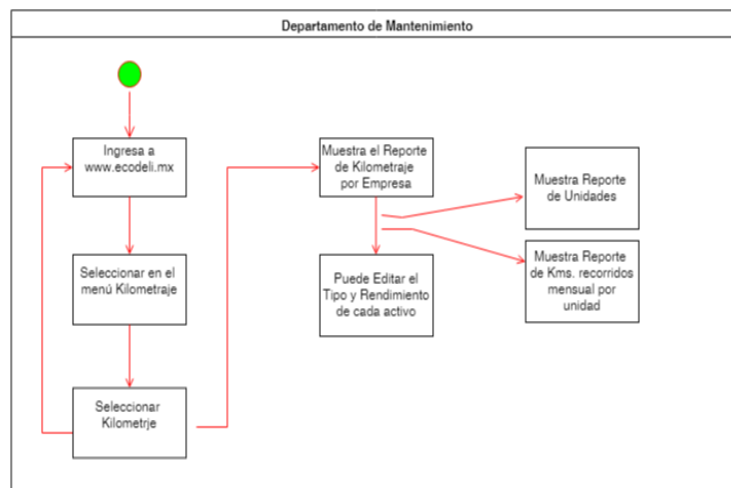 Departamento de Mantenimiento
Ingresa a
www.ecodeli.mx
Seleccionar en el
menú Kilometraje
Seleccionar
Kilometrje
Muestra el Reporte
de Kilometraje
por Empresa
Puede Editar el
Tipo y Rendimiento
de cada activo
Muestra Reporte
de Unidades
Muestra Reporte
de Kms. recorridos
mensual por
unidad